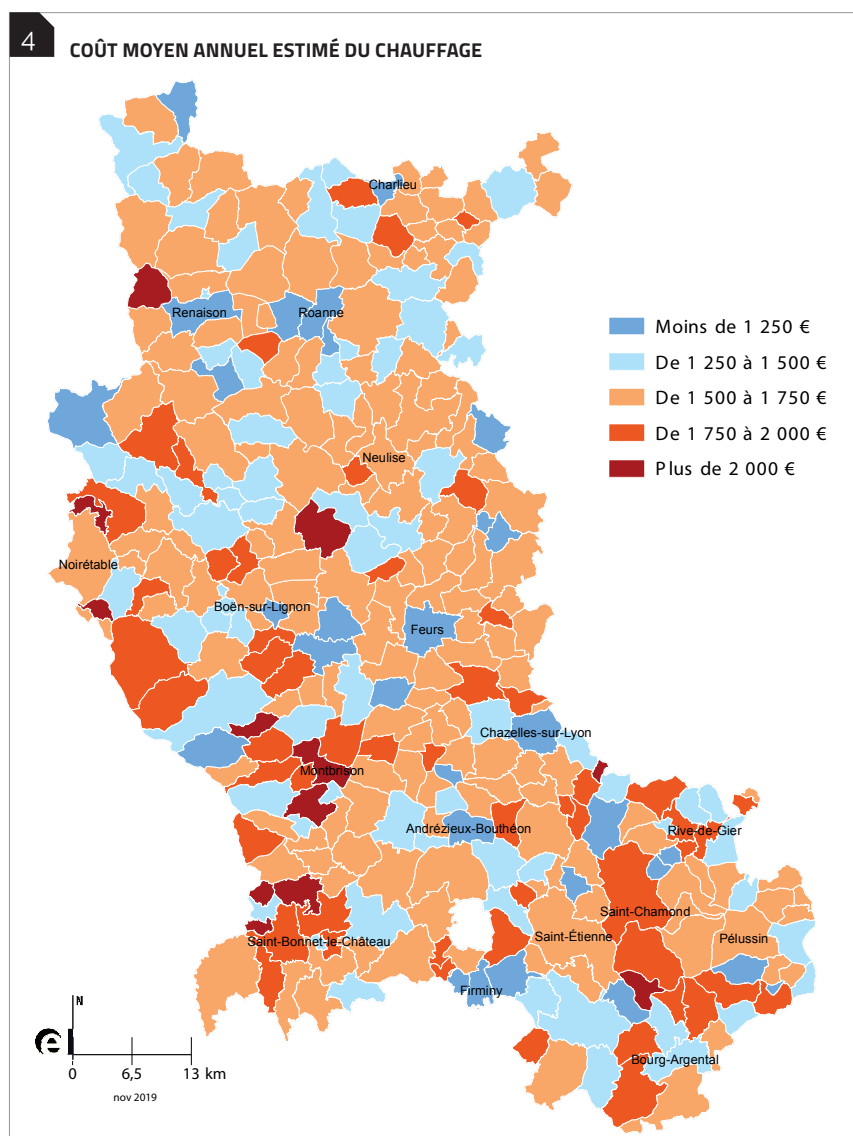 4
COÛT MOYEN ANNUEL ESTIMÉ DU CHAUFFAGE
Charlieu
Renaison
Roanne
Moins de 1 250 €
De 1 250 à 1 500 €
De 1 500 à 1 750 €
De 1 750 à 2 000 €
Plus de 2 000 €
Neulise
Noirétable
Boën-sur-Lignon
Feurs
Chazelles-sur-Lyon
Montbrison
Andrézieux-Bouthéon
Rive-de-Gier
Saint-Chamond
Saint-Étienne
Pélussin
Saint-Bonnet-le-Château
Firminy
Bourg-Argental
N
e
0 6,5 13 km
nov 2019